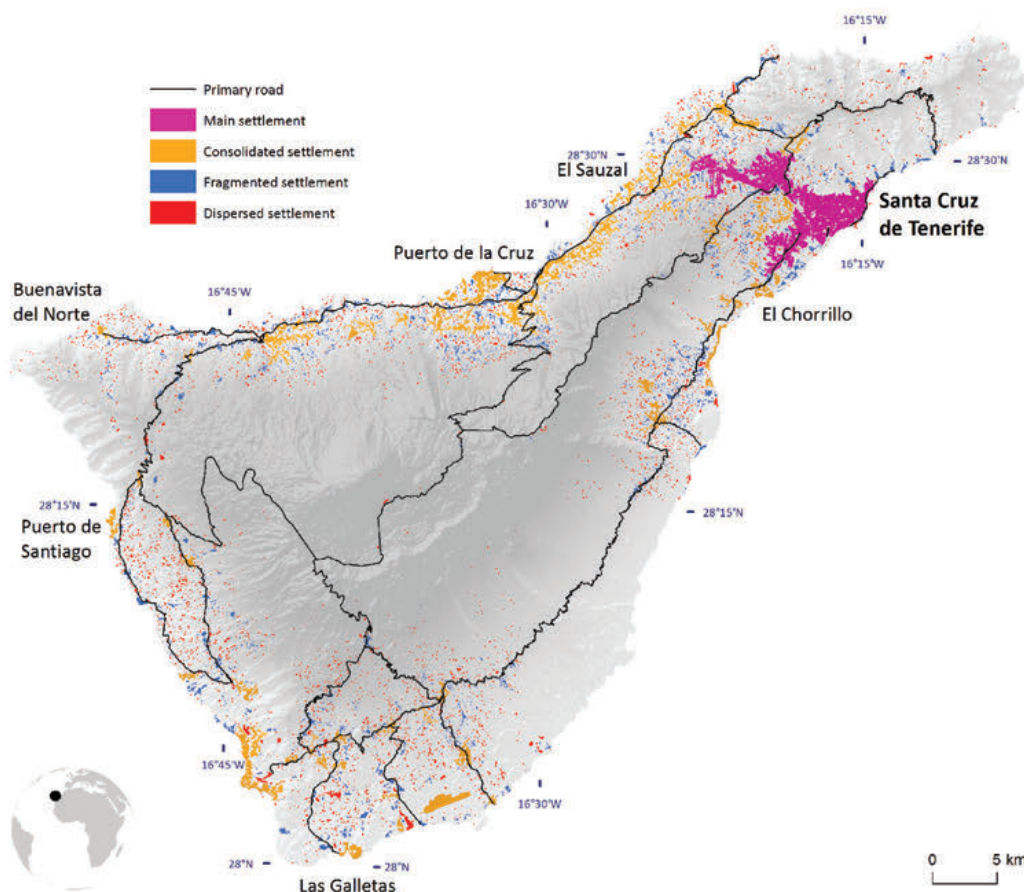 16°15'W
Primary road
Main settlement
Consolidated settlement
Fragmented settlement
Dispersed settlement
28°30'N
El Sauzal
28°30'N
16°30'W
Santa Cruz
de Tenerife
Puerto de la Cruz
16°15'W
Buenavista
del Norte
16°45'W
El Chorrillo
28°15'N
28°15'N
Puerto de
Santiago
16°45'W
16°30'W
28°N
28°N
Las Galletas
0 5 km